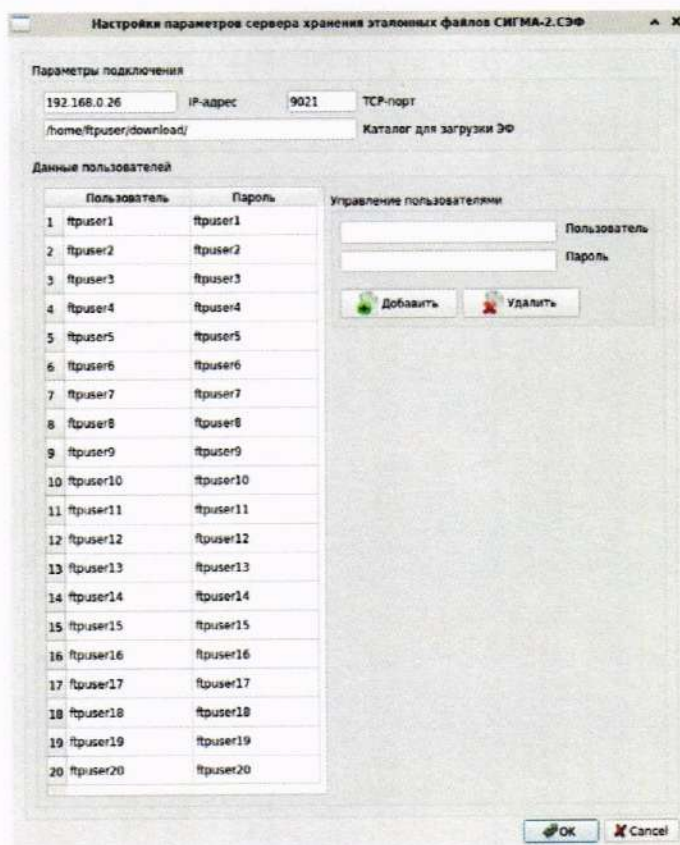 Настройки параметров сервера хранения эталонных файлов СИГМА-2.СЭФ
Параметры подключения
192.168.0.26 IP-адрес 9021 TCP-порт
/home/ftpuser/download/ Каталог для загрузки ЭФ
Данные пользователей
Пользователь Пароль
1 ftpuser1 ftpuser1
2 ftpuser2 ftpuser2
3 ftpuser3 ftpuser3
4 ftpuser4 ftpuser4
5 ftpuser5 ftpuser5
6 ftpuser6 ftpuser6
7 ftpuser7 ftpuser7
8 ftpuser8 ftpuser8
9 ftpuser9 ftpuser9
10 ftpuser10 ftpuser10
11 ftpuser11 ftpuser11
12 ftpuser12 ftpuser12
13 ftpuser13 ftpuser13
14 ftpuser14 ftpuser14
15 ftpuser15 ftpuser15
16 ftpuser16 ftpuser16
17 ftpuser17 ftpuser17
18 ftpuser18 ftpuser18
19 ftpuser19 ftpuser19
20 ftpuser20 ftpuser20
Управление пользователями
Пользователь
Пароль
Добавить Удалить
OK Cancel